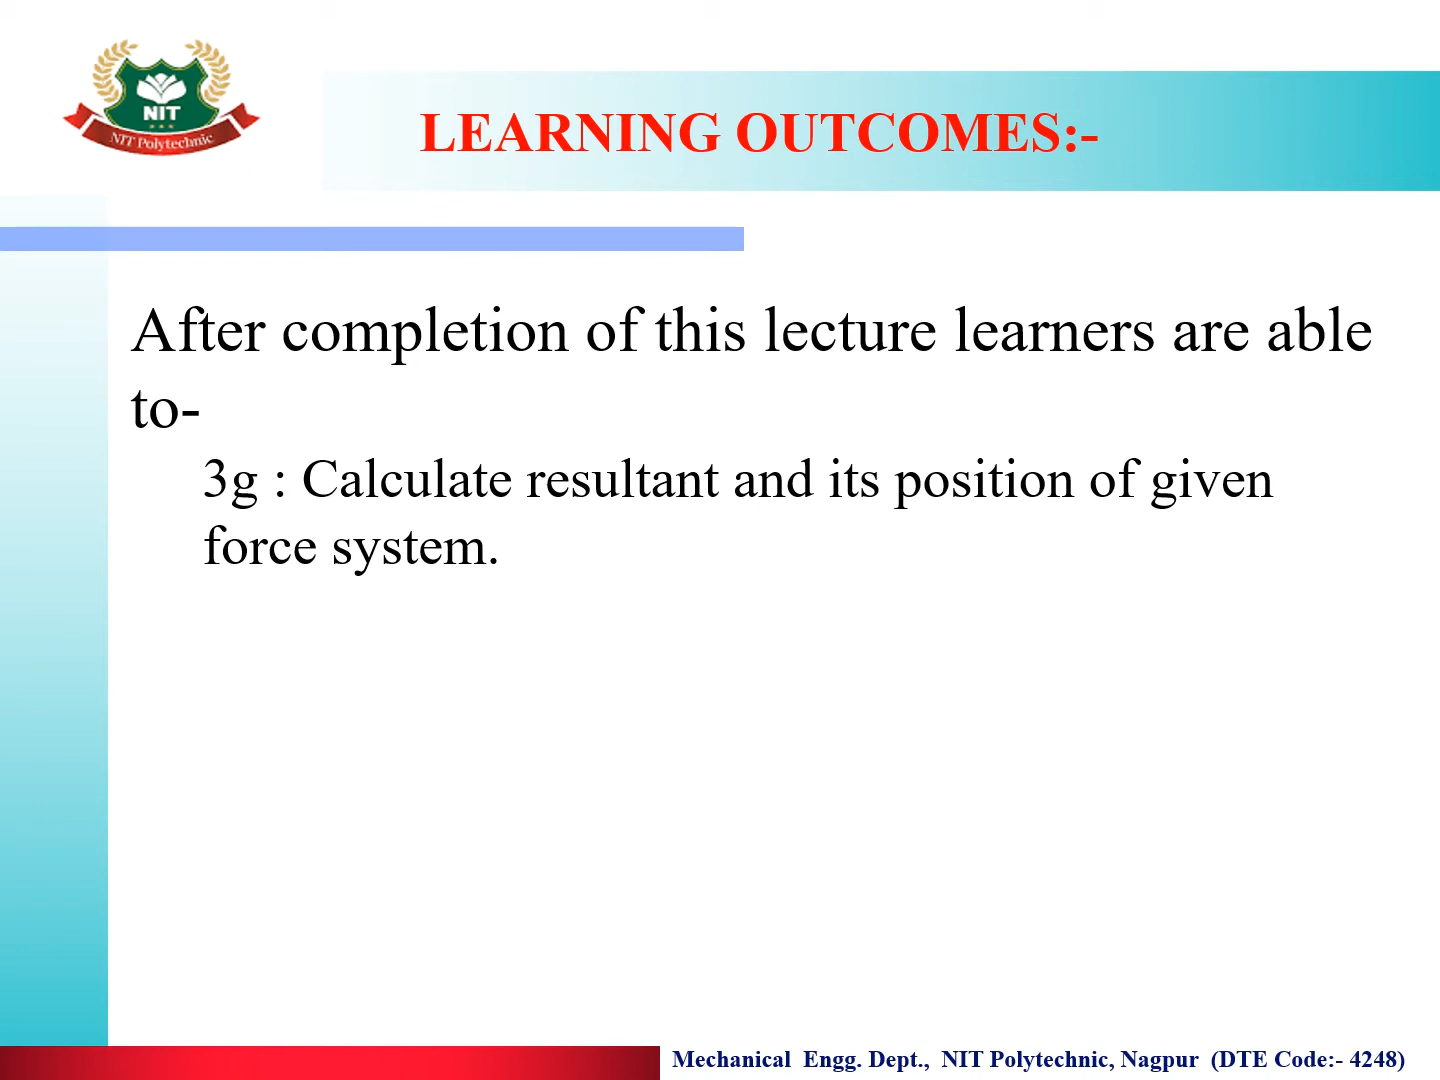 NIT
NIT Polytechnic
LEARNING OUTCOMES:-
After completion of this lecture learners are able
to-
3g : Calculate resultant and its position of given
force system.
Mechanical Engg. Dept., NIT Polytechnic, Nagpur (DTE Code:- 4248)